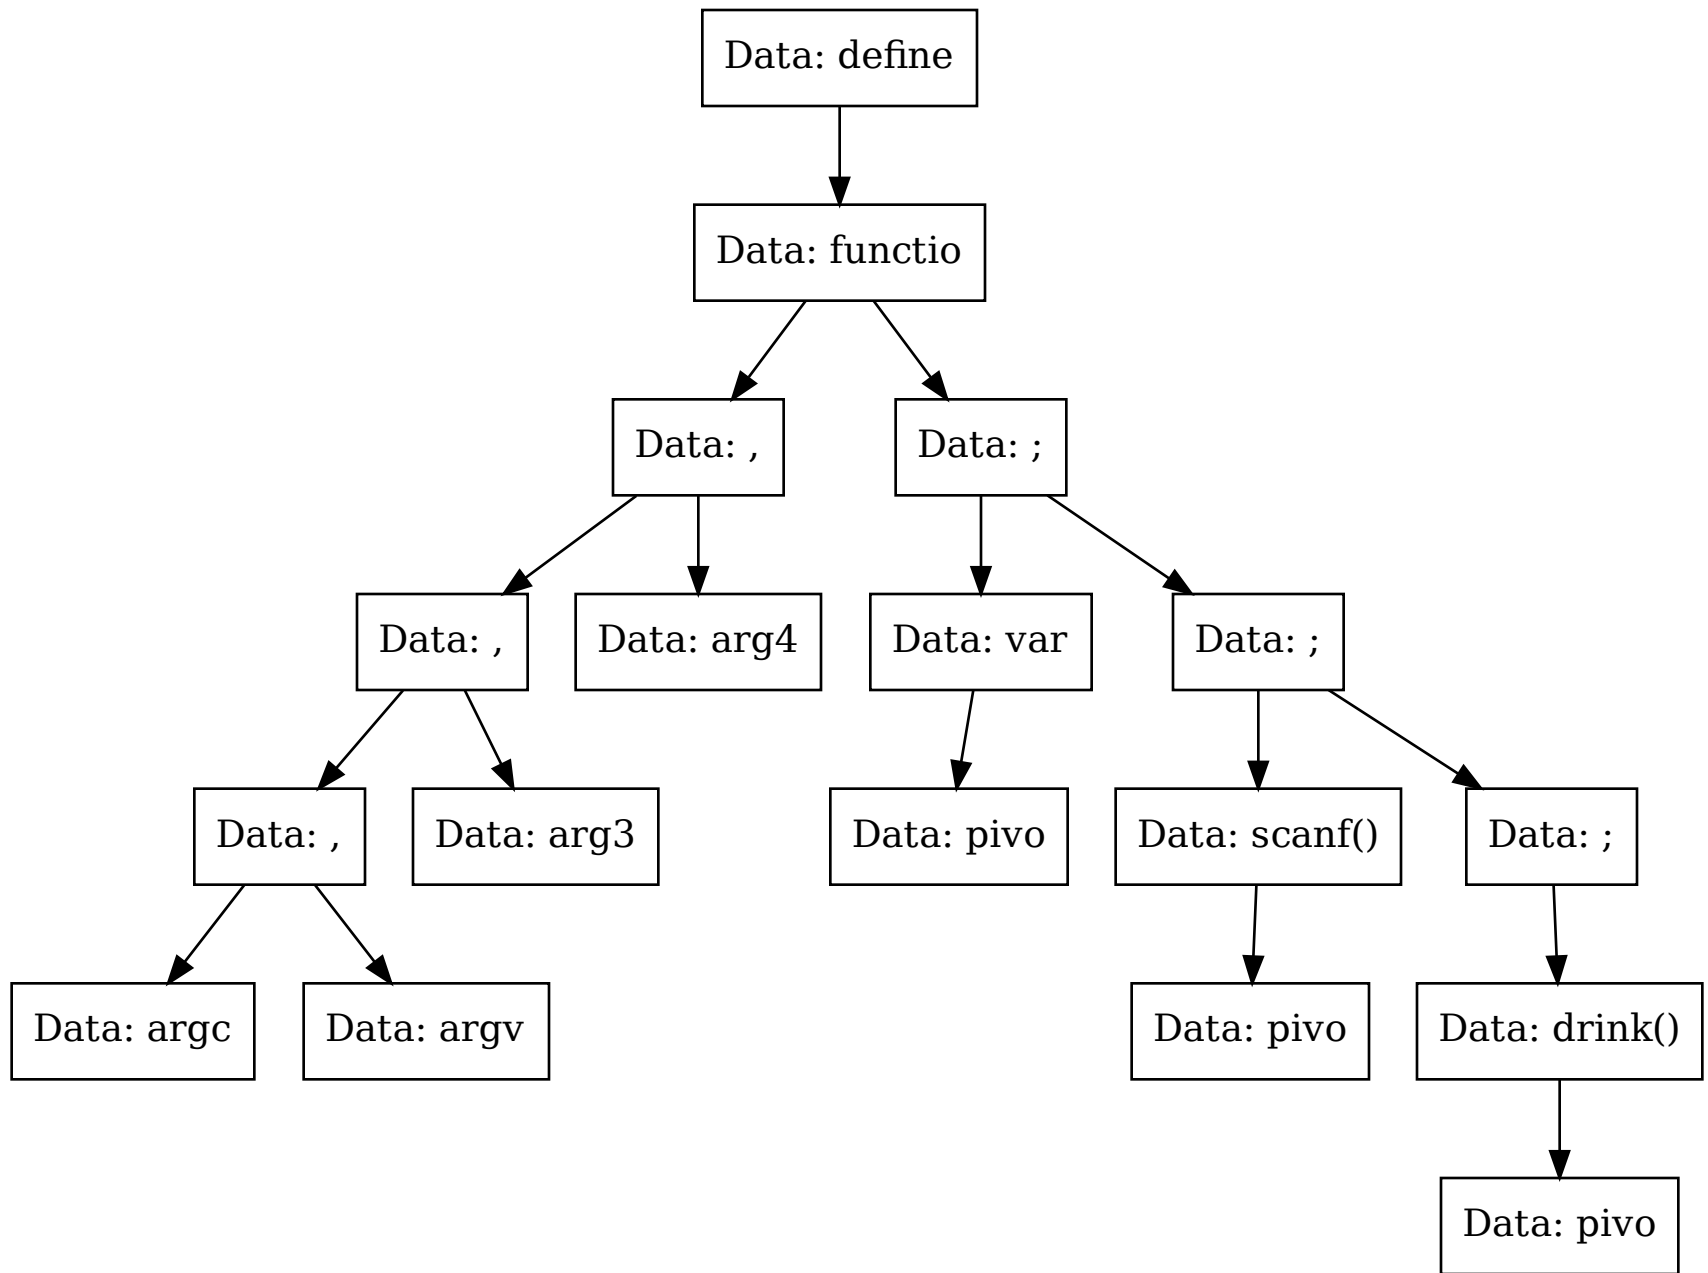 Data: define
Data: functio
Data: ,
Data: ;
Data: ,
Data: arg4
Data: var
Data: ;
Data: ,
Data: arg3
Data: pivo
Data: scanf()
Data: ;
Data: argc
Data: argv
Data: pivo
Data: drink()
Data: pivo